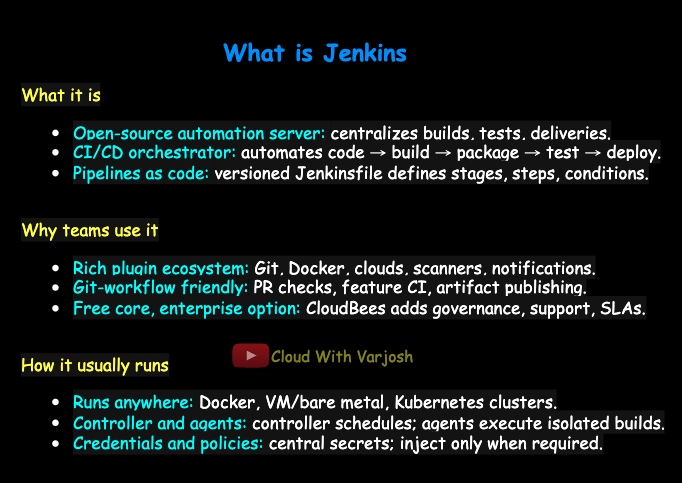 What is Jenkins
What it is
• Open-source automation server: centralizes builds, tests, deliveries.
• CI/CD orchestrator: automates code → build → package → test → deploy.
• Pipelines as code: versioned Jenkinsfile defines stages, steps, conditions.
Why teams use it
• Rich plugin ecosystem: Git, Docker, clouds, scanners, notifications.
• Git-workflow friendly: PR checks, feature CI, artifact publishing.
• Free core, enterprise option: CloudBees adds governance, support, SLAs.
Cloud With Varjosh
How it usually runs
• Runs anywhere: Docker, VM/bare metal, Kubernetes clusters.
• Controller and agents: controller schedules; agents execute isolated builds.
• Credentials and policies: central secrets; inject only when required.